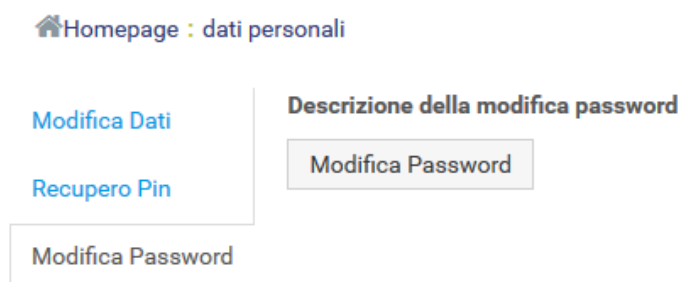 Homepage : dati personali
Modifica Dati
Recupero Pin
Modifica Password
Descrizione della modifica password
Modifica Password